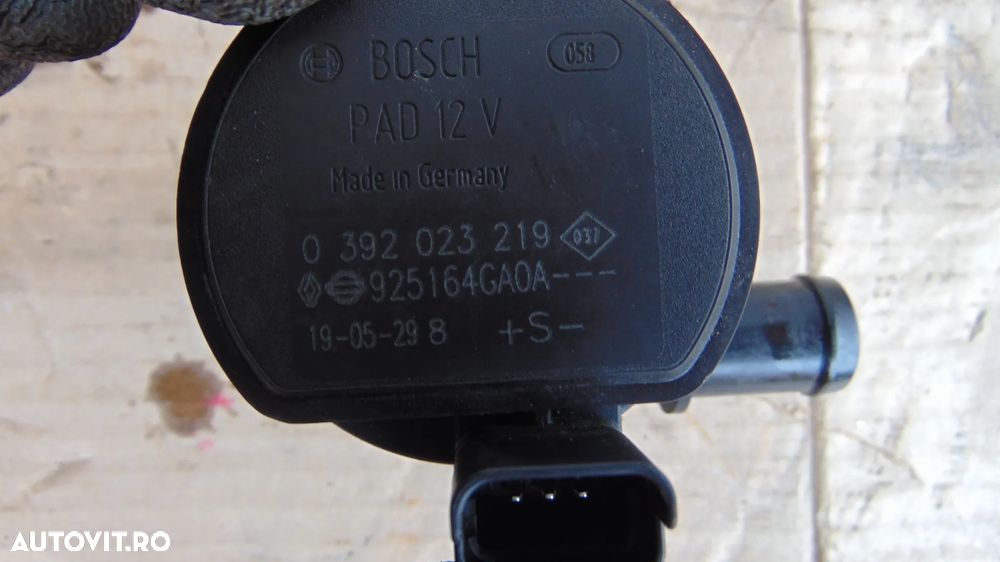 BOSCH 058
PAD 12 V
Made in Germany
0 392 023 219 037
925164GA0A---
19-05-29 8 +S-
AUTOVIT.RO